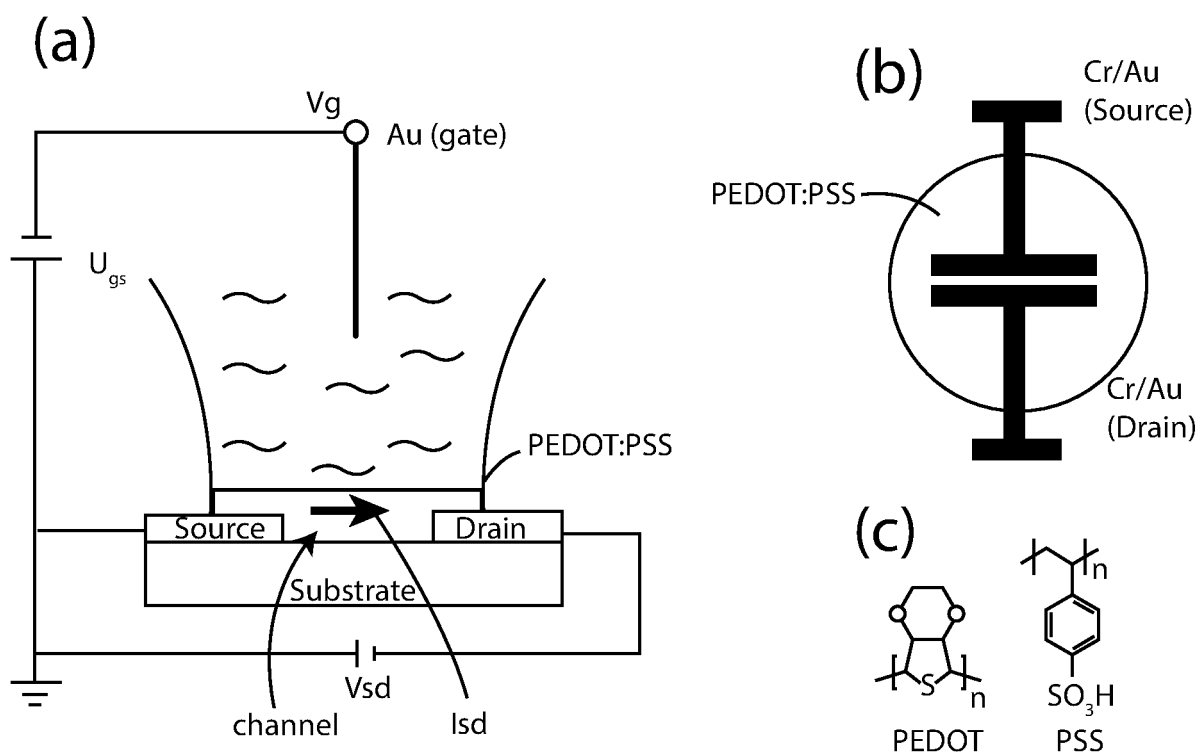 (a)
Vg
Au (gate)
Ugs
PEDOT:PSS
Source
Drain
Substrate
Vsd
channel
Isd
(b)
Cr/Au
(Source)
PEDOT:PSS
Cr/Au
(Drain)
(c)
n
n
S
SO3H
PEDOT
PSS